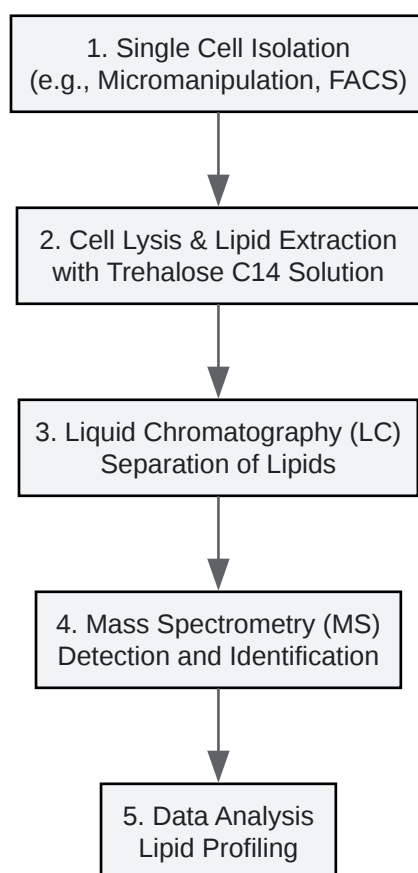 1. Single Cell Isolation
(e.g., Micromanipulation, FACS)
2. Cell Lysis & Lipid Extraction
with Trehalose C14 Solution
3. Liquid Chromatography (LC)
Separation of Lipids
4. Mass Spectrometry (MS)
Detection and Identification
5. Data Analysis
Lipid Profiling